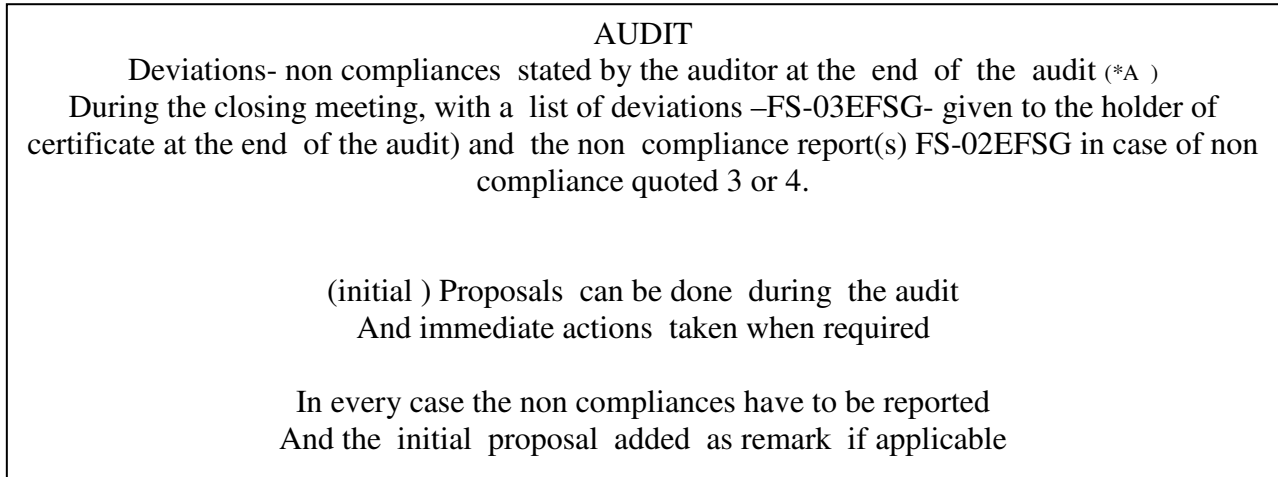 AUDIT
Deviations- non compliances stated by the auditor at the end of the audit (*A )
During the closing meeting, with a list of deviations –FS-03EFSG- given to the holder of
certificate at the end of the audit) and the non compliance report(s) FS-02EFSG in case of non
compliance quoted 3 or 4.
(initial ) Proposals can be done during the audit
And immediate actions taken when required
In every case the non compliances have to be reported
And the initial proposal added as remark if applicable